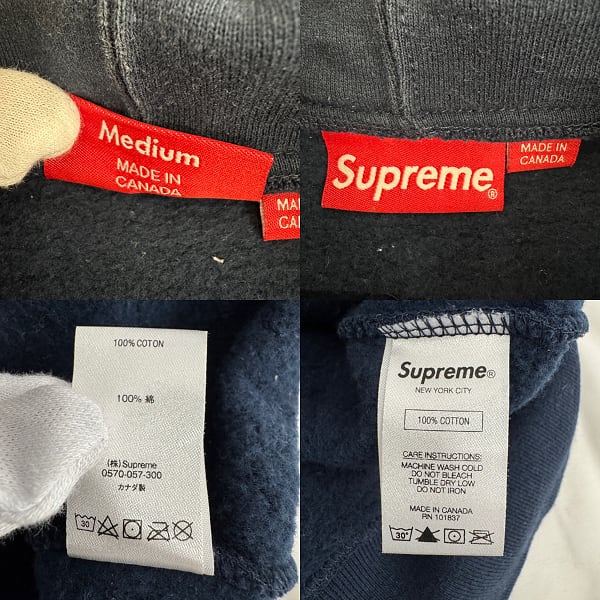 Medium
MADE IN
CANADA
MA
CA
Supreme®
MADE IN
CANADA
100% COTTON
100% 綿
(株) Supreme
0570-057-300
カナダ製
30
Supreme®
NEW YORK CITY
100% COTTON
CARE INSTRUCTIONS:
MACHINE WASH COLD
DO NOT BLEACH
TUMBLE DRY LOW
DO NOT IRON
MADE IN CANADA
RN 101837
30°